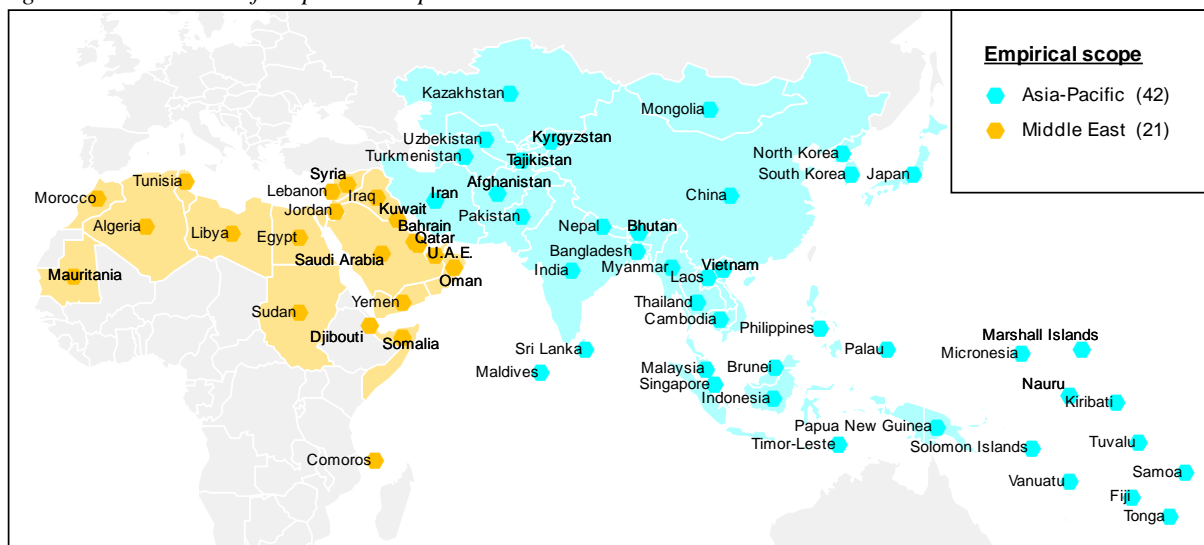 Empirical scope
Asia-Pacific (42)
Middle East (21)
Kazakhstan
Mongolia
Uzbekistan
Kyrgyzstan
Turkmenistan
Tajikistan
North Korea
South Korea
Japan
Tunisia
Syria
Lebanon
Iraq
Iran
Afghanistan
China
Morocco
Jordan
Kuwait
Pakistan
Algeria
Libya
Egypt
Bahrain
Nepal
Bhutan
Qatar
Saudi Arabia
U.A.E.
Bangladesh
Mauritania
Oman
India
Myanmar
Vietnam
Laos
Sudan
Yemen
Thailand
Cambodia
Djibouti
Somalia
Philippines
Marshall Islands
Sri Lanka
Palau
Micronesia
Maldives
Malaysia
Brunei
Singapore
Nauru
Indonesia
Kiribati
Papua New Guinea
Timor-Leste
Solomon Islands
Tuvalu
Comoros
Samoa
Vanuatu
Fiji
Tonga